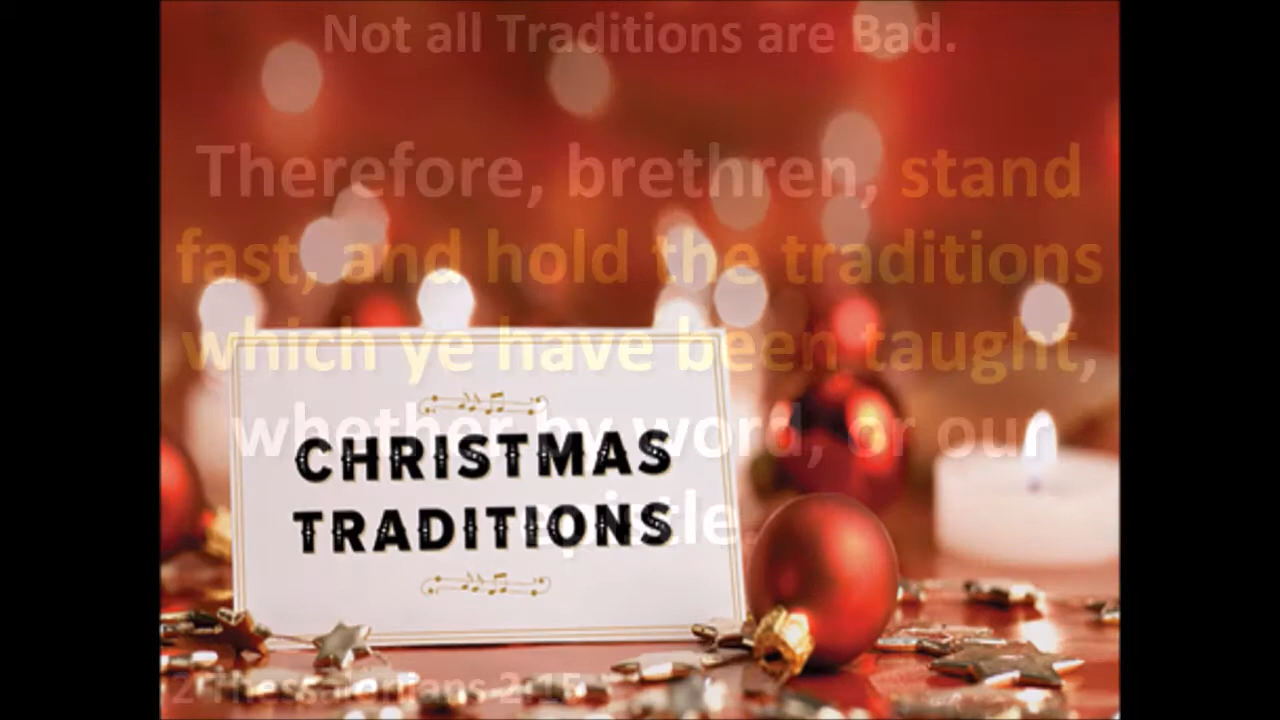 Not all Traditions are Bad.
Therefore, brethren, stand
fast, and hold the traditions
which ye have been taught,
whether by word, or our
epistle.
CHRISTMAS
TRADITIONS
2 Thessalonians 2:15